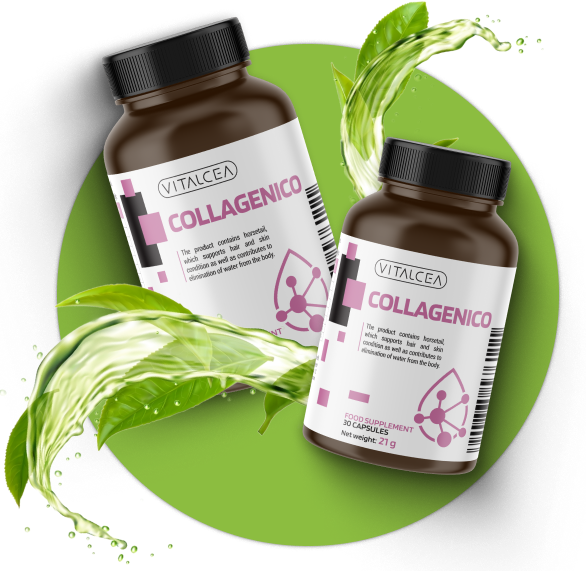 VITALCEA
COLLAGENICO
The product contains horsetail,
which supports hair and skin
condition as well as contributes to
elimination of water from the body.
VITALCEA
COLLAGENICO
The product contains horsetail,
which supports hair and skin
condition as well as contributes to
elimination of water from the body.
FOOD SUPPLEMENT
30 CAPSULES
Net weight: 21 g